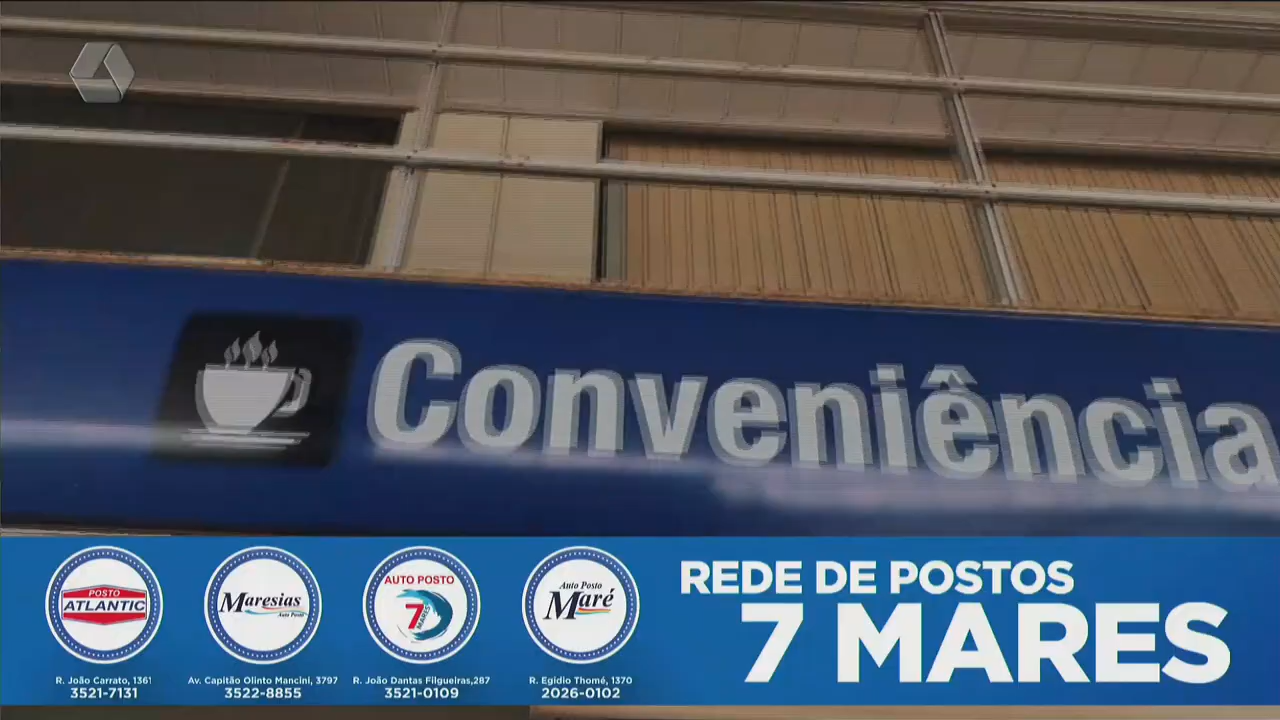 Conveniência
POSTO
ATLANTIC
R. João Carrato, 1361
3521-7131
Maresias
Auto Posto
Av. Capitão Olinto Mancini, 3797
3522-8855
AUTO POSTO
7
MARES
R. João Dantas Filgueiras,287
3521-0109
Auto Posto
Maré
R. Egidio Thomé, 1370
2026-0102
REDE DE POSTOS
7 MARES